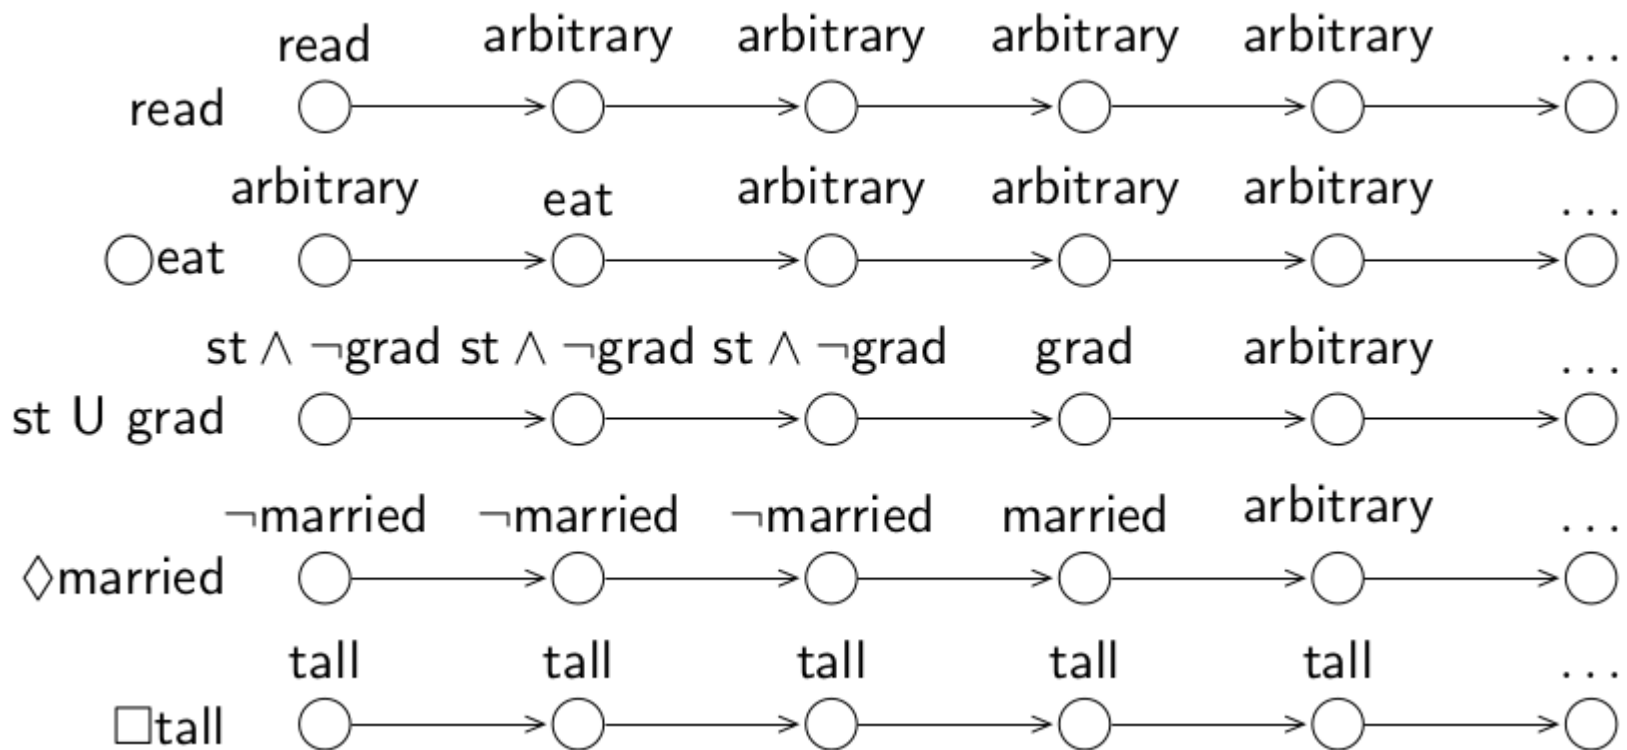 read arbitrary arbitrary arbitrary arbitrary ...
read
arbitrary eat arbitrary arbitrary arbitrary ...
◯eat
st ∧ ¬grad st ∧ ¬grad st ∧ ¬grad grad arbitrary ...
st U grad
¬married ¬married ¬married married arbitrary ...
◇married
tall tall tall tall tall ...
□tall